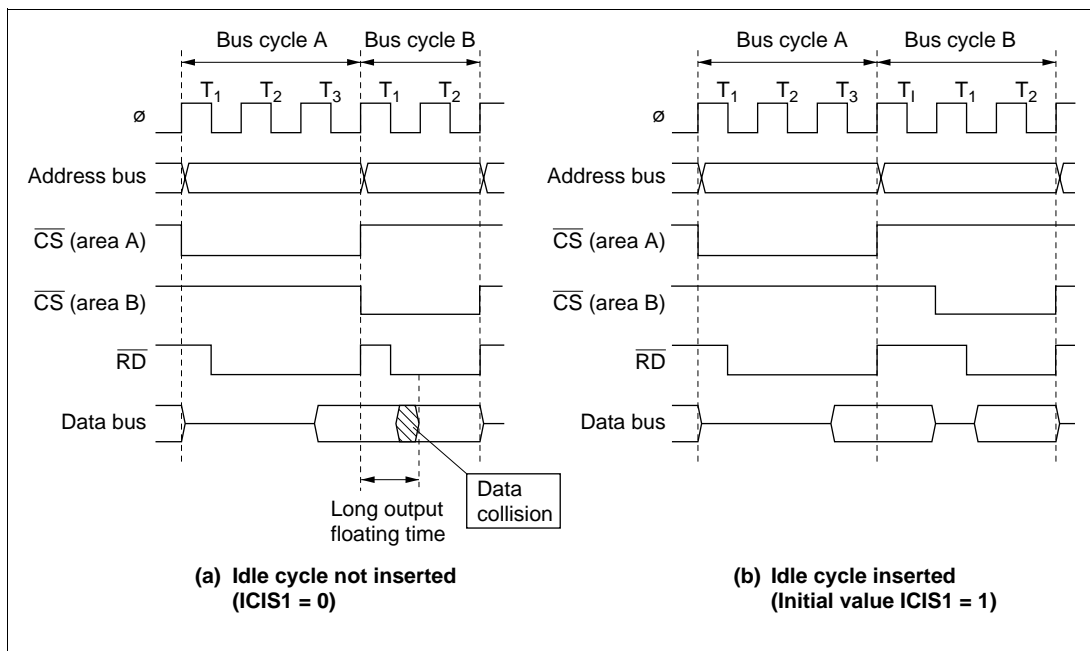 Bus cycle A
Bus cycle B
T1 T2 T3 T1 T2
ø
Address bus
CS (area A)
CS (area B)
RD
Data bus
Long output
floating time
Data
collision
(a) Idle cycle not inserted
(ICIS1 = 0)
Bus cycle A
Bus cycle B
T1 T2 T3 TI T1 T2
ø
Address bus
CS (area A)
CS (area B)
RD
Data bus
(b) Idle cycle inserted
(Initial value ICIS1 = 1)